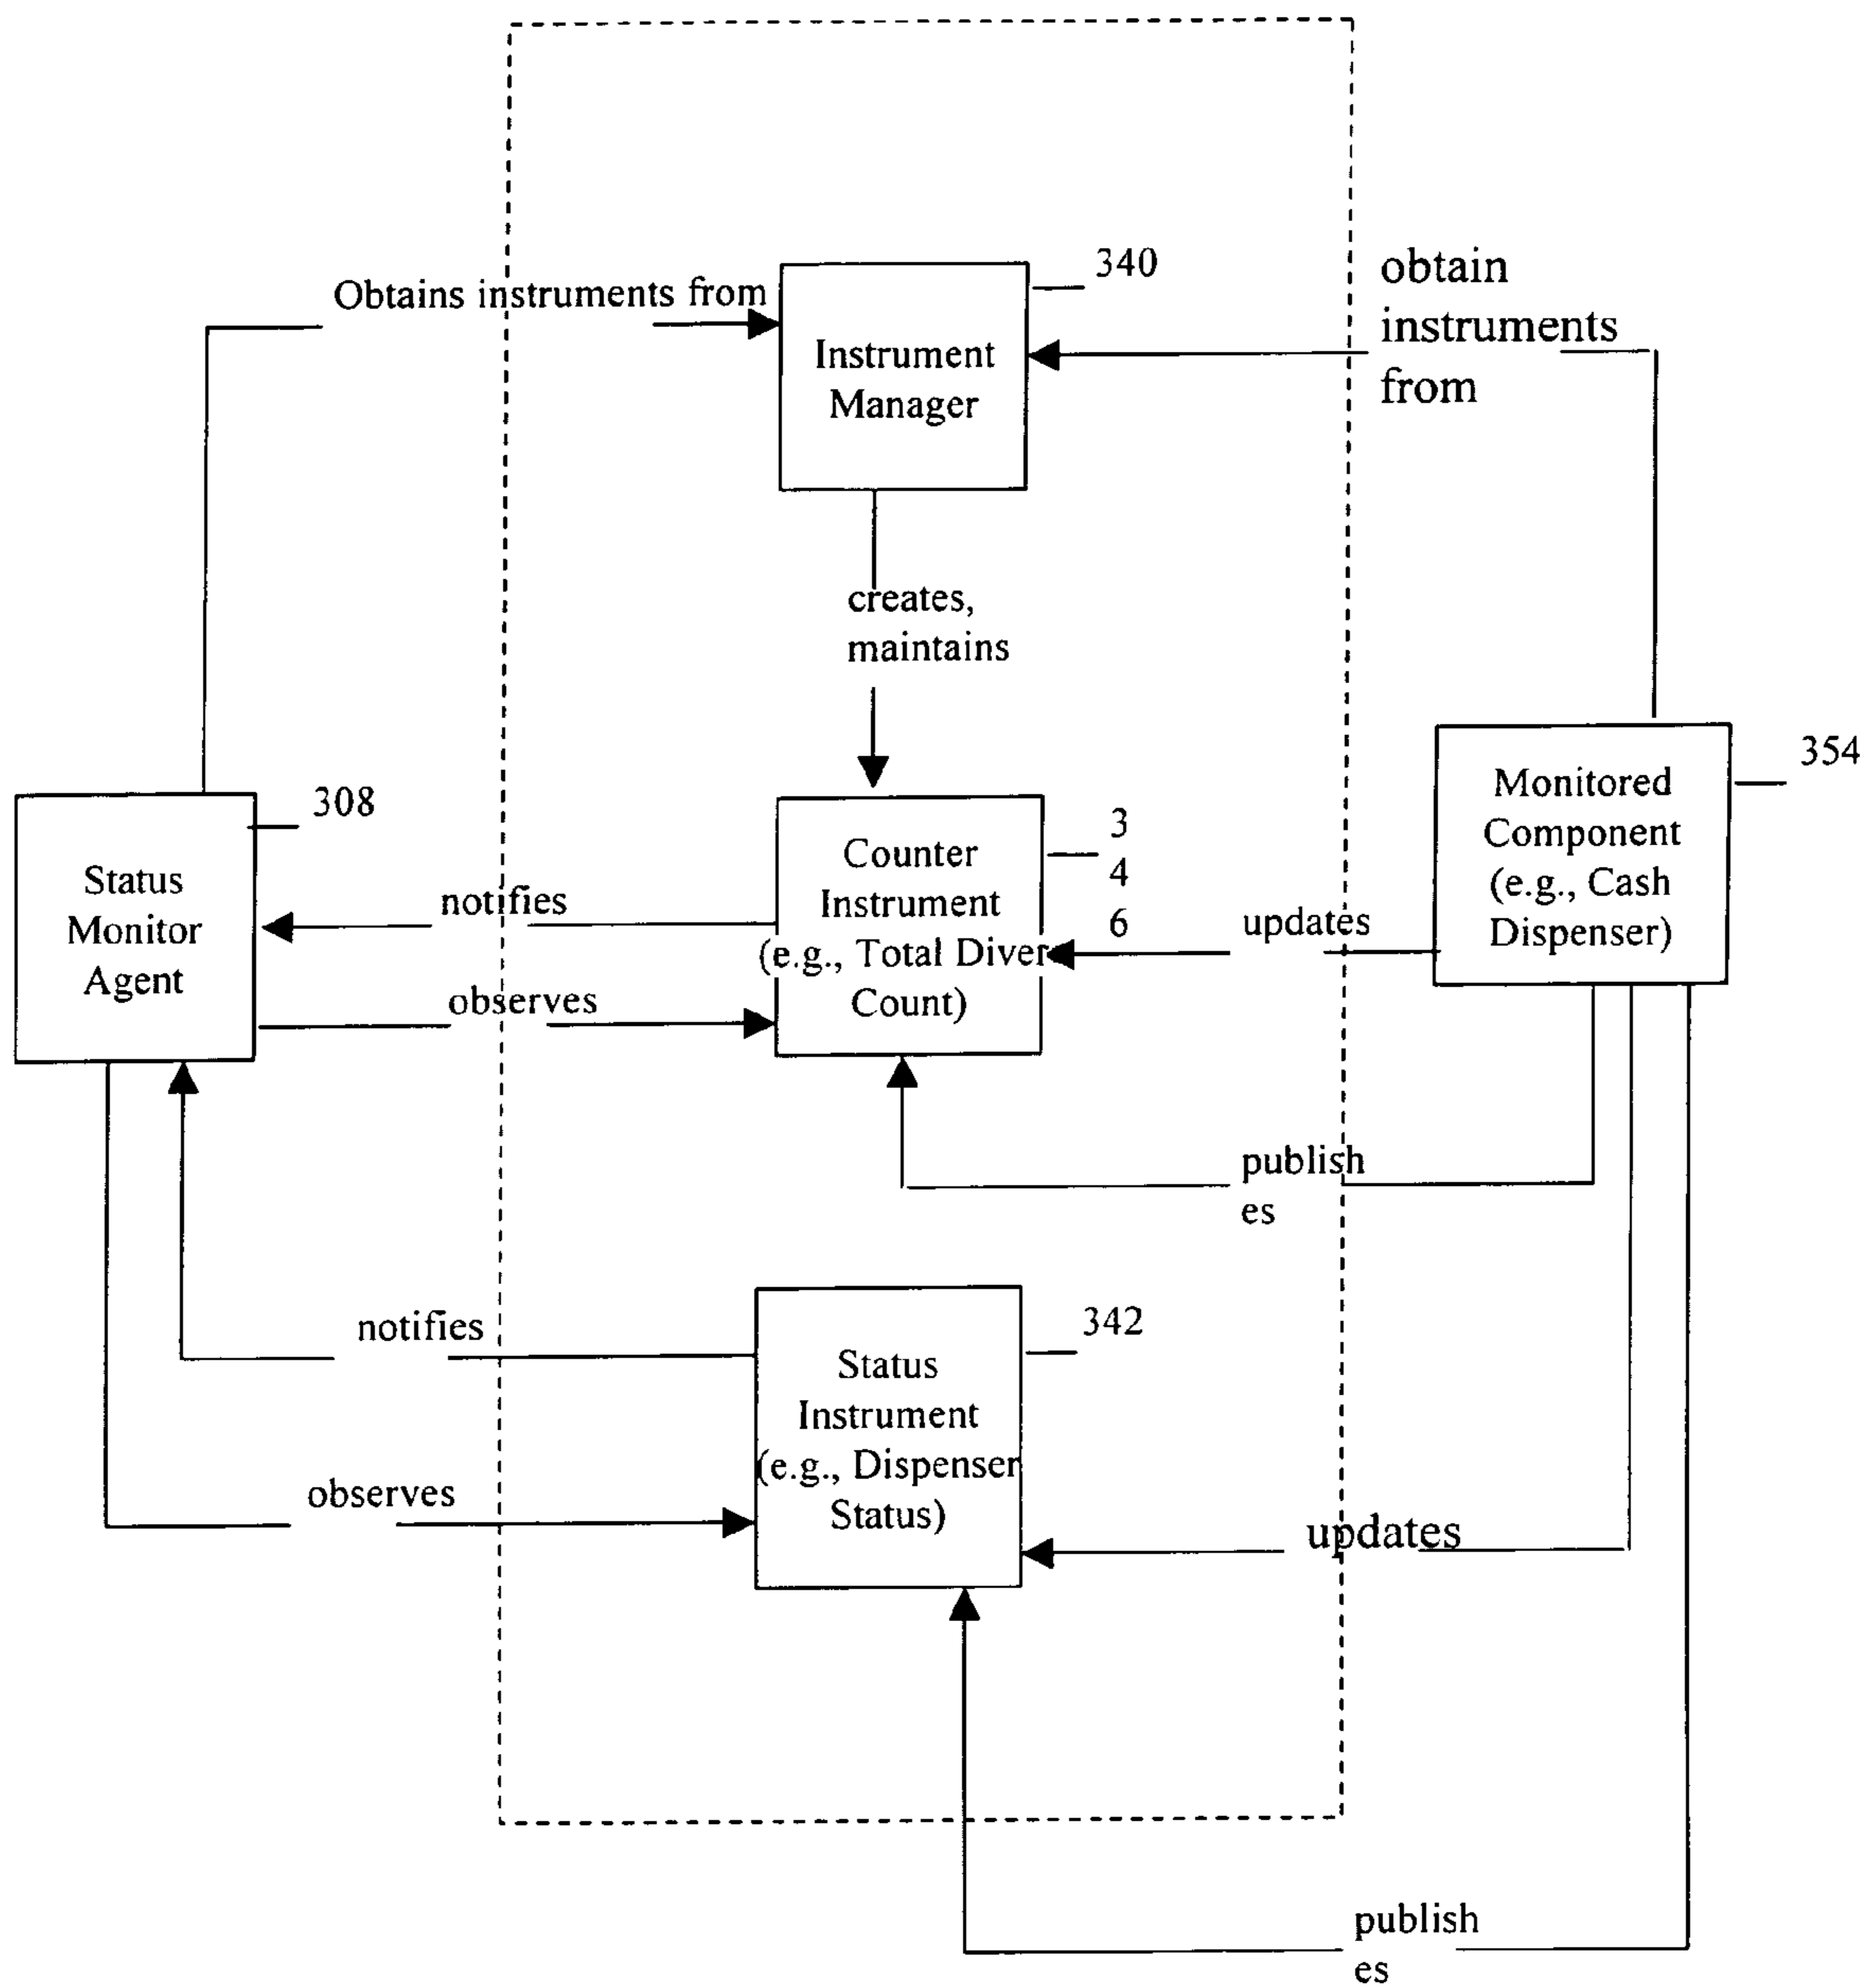 340
Obtains instruments from
obtain
instruments
from
Instrument
Manager
creates,
maintains
354
Monitored
Component
(e.g., Cash
Dispenser)
308
Status
Monitor
Agent
3
4
6
Counter
Instrument
(e.g., Total Diver
Count)
notifies
updates
observes
publish
es
342
notifies
Status
Instrument
(e.g., Dispenser
Status)
observes
updates
publish
es